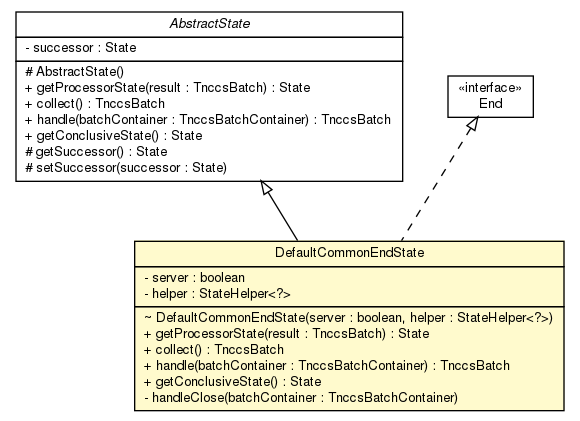 AbstractState
- successor : State
# AbstractState()
+ getProcessorState(result : TnccsBatch) : State
+ collect() : TnccsBatch
+ handle(batchContainer : TnccsBatchContainer) : TnccsBatch
+ getConclusiveState() : State
# getSuccessor() : State
# setSuccessor(successor : State)
«interface»
End
DefaultCommonEndState
- server : boolean
- helper : StateHelper<?>
~ DefaultCommonEndState(server : boolean, helper : StateHelper<?>)
+ getProcessorState(result : TnccsBatch) : State
+ collect() : TnccsBatch
+ handle(batchContainer : TnccsBatchContainer) : TnccsBatch
+ getConclusiveState() : State
- handleClose(batchContainer : TnccsBatchContainer)